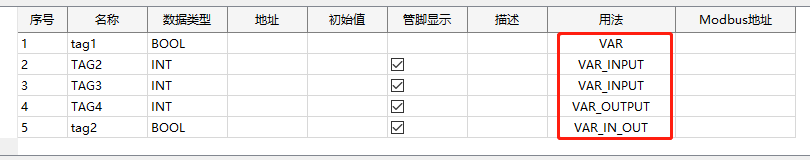 序号 名称 数据类型 地址 初始值 管脚显示 描述 用法 Modbus地址
1 tag1 BOOL VAR
2 TAG2 INT VAR_INPUT
3 TAG3 INT VAR_INPUT
4 TAG4 INT VAR_OUTPUT
5 tag2 BOOL VAR_IN_OUT